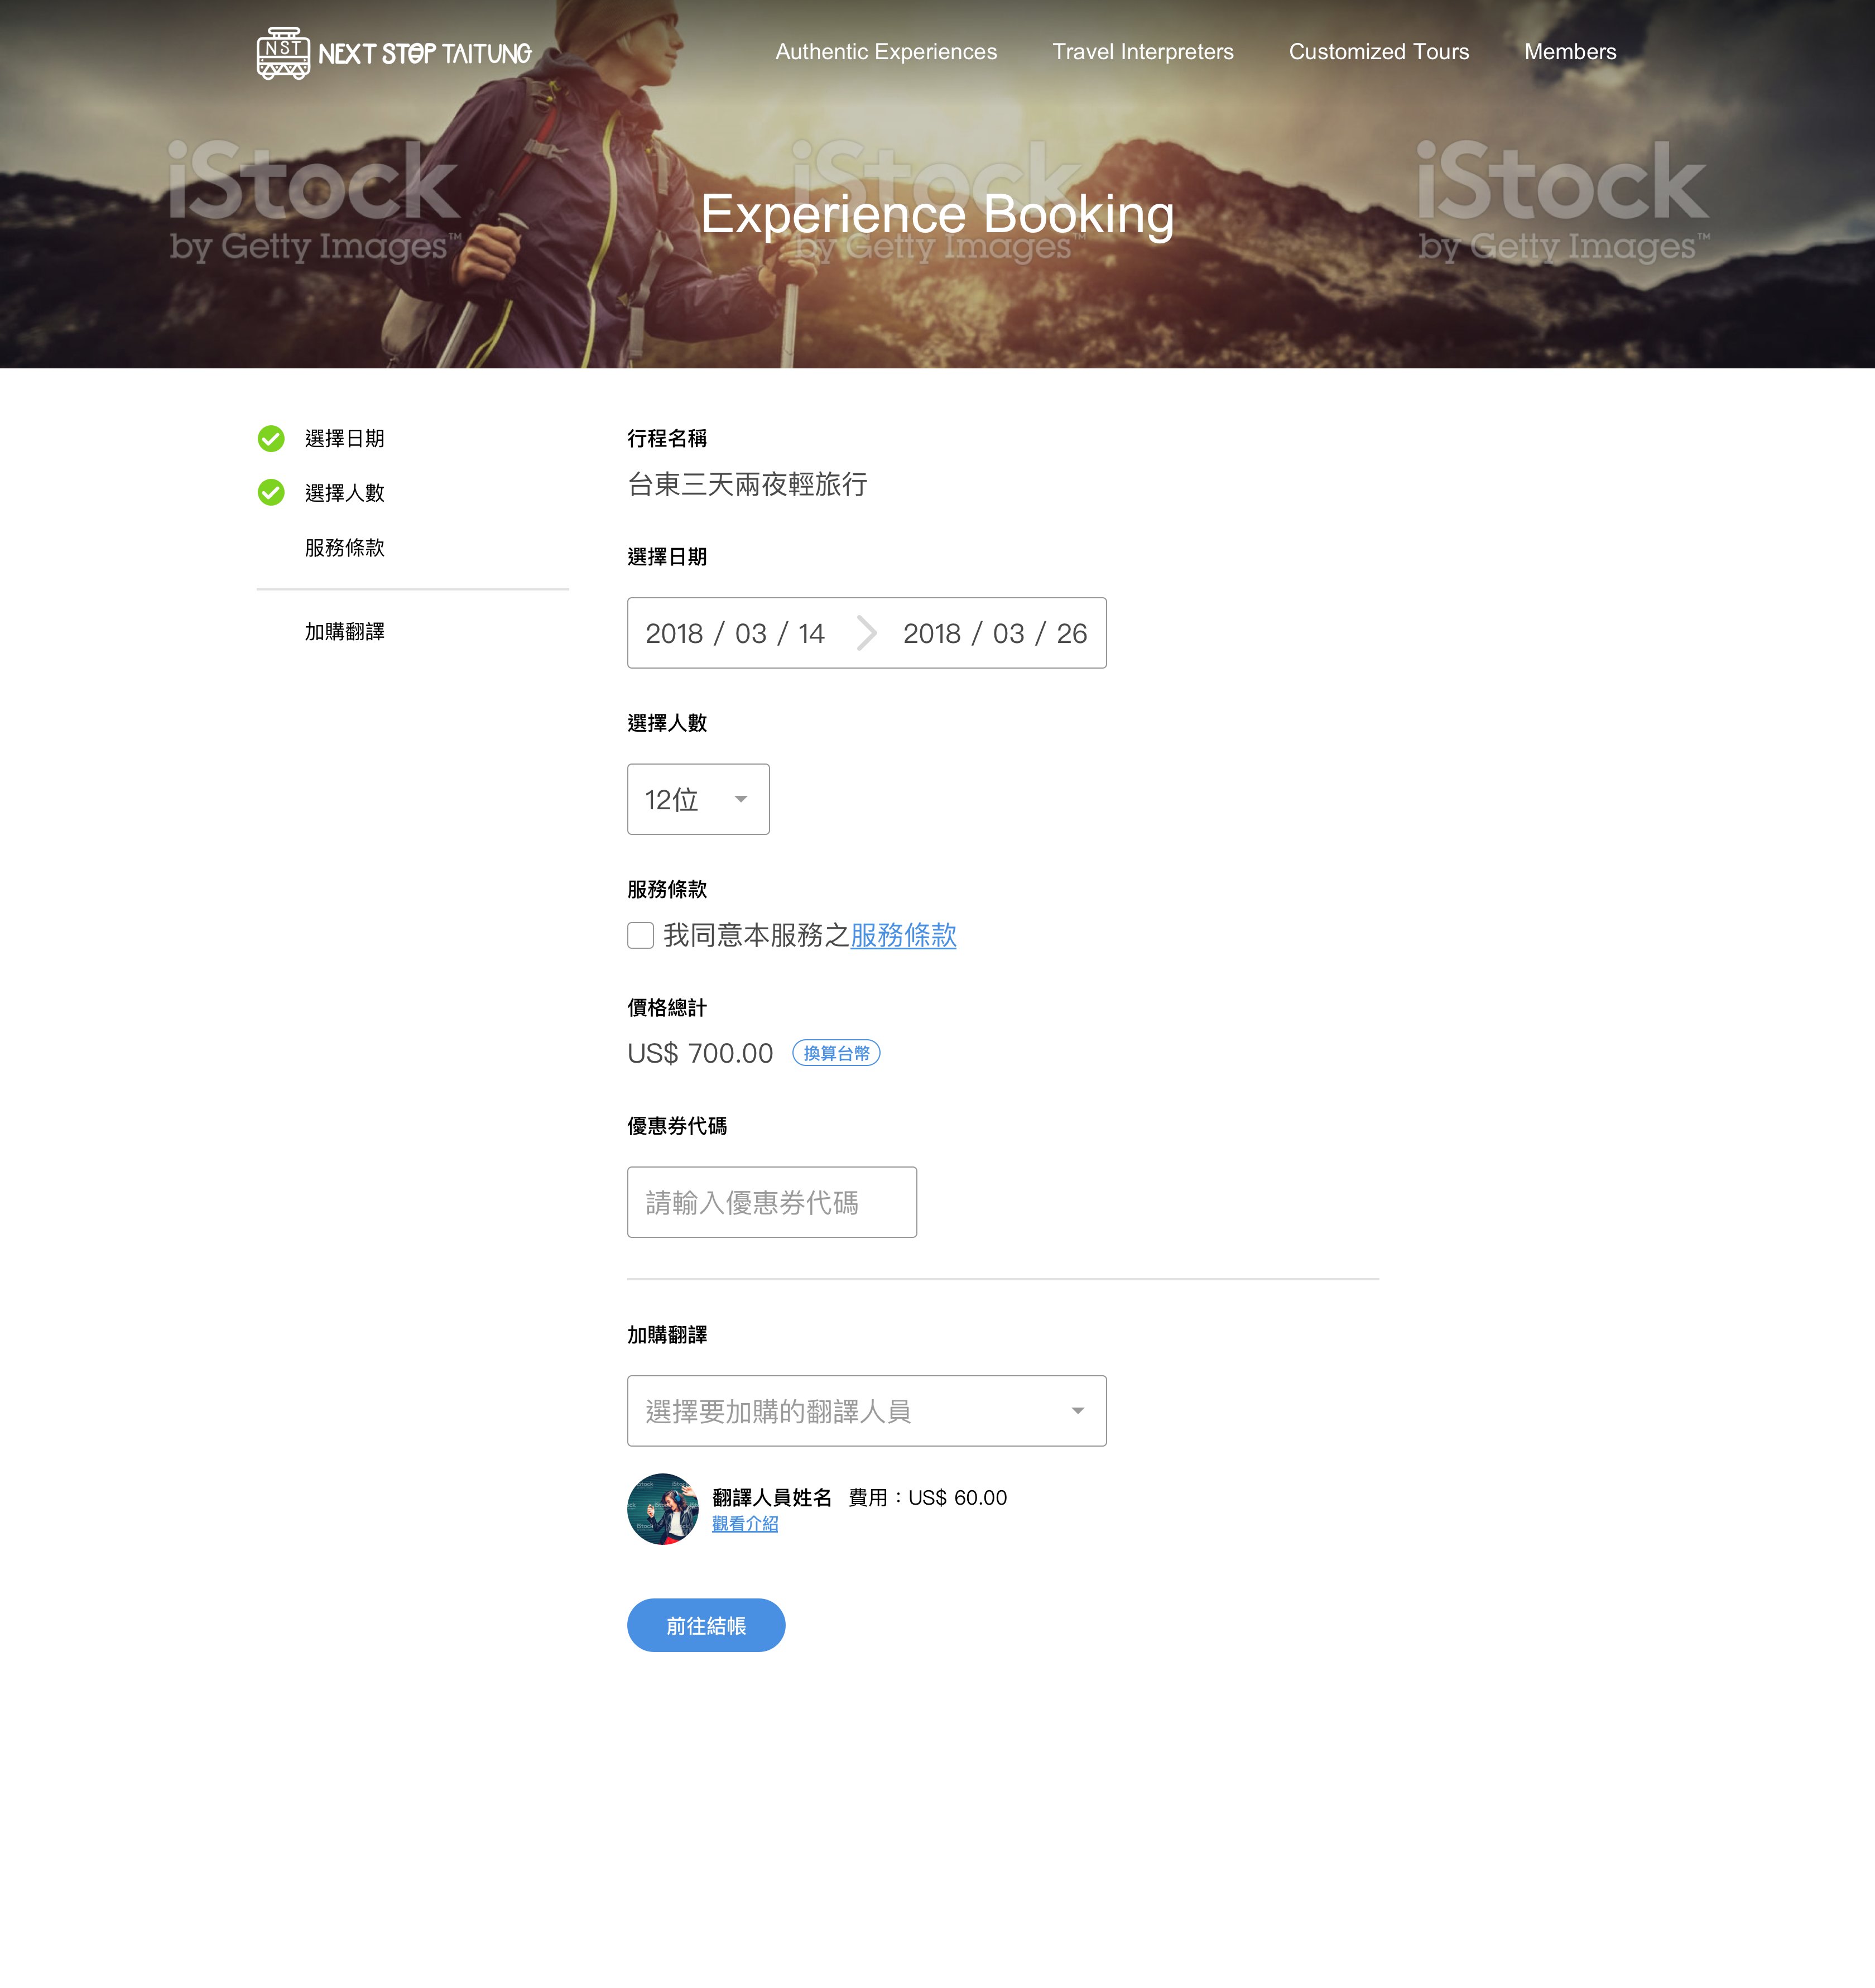 NST NEXT STOP TAITUNG
Authentic Experiences Travel Interpreters Customized Tours Members
iStock iStock iStock
by Getty Images™ by Getty Images™ by Getty Images™
Experience Booking
選擇日期
選擇人數
服務條款
加購翻譯
行程名稱
台東三天兩夜輕旅行
選擇日期
2018 / 03 / 14 2018 / 03 / 26
選擇人數
12位
服務條款
我同意本服務之服務條款
價格總計
US$ 700.00 換算台幣
優惠券代碼
請輸入優惠券代碼
加購翻譯
選擇要加購的翻譯人員
翻譯人員姓名 費用：US$ 60.00
觀看介紹
前往結帳